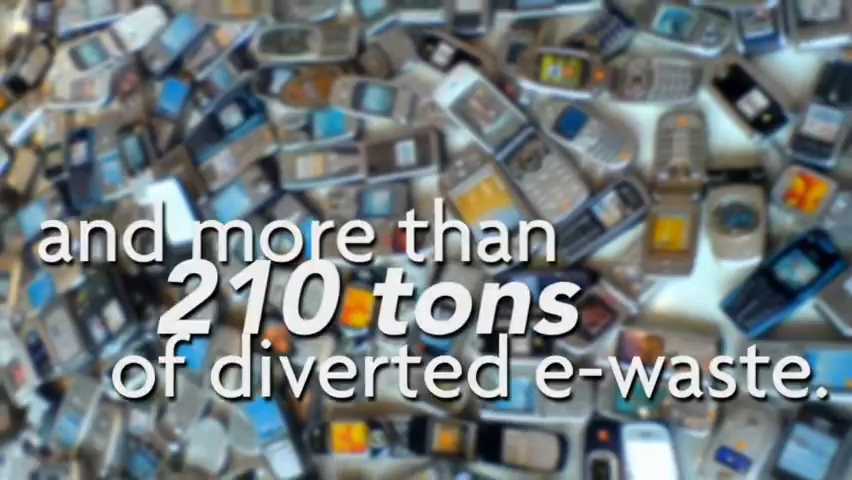 and more than
210 tons
of diverted e-waste.